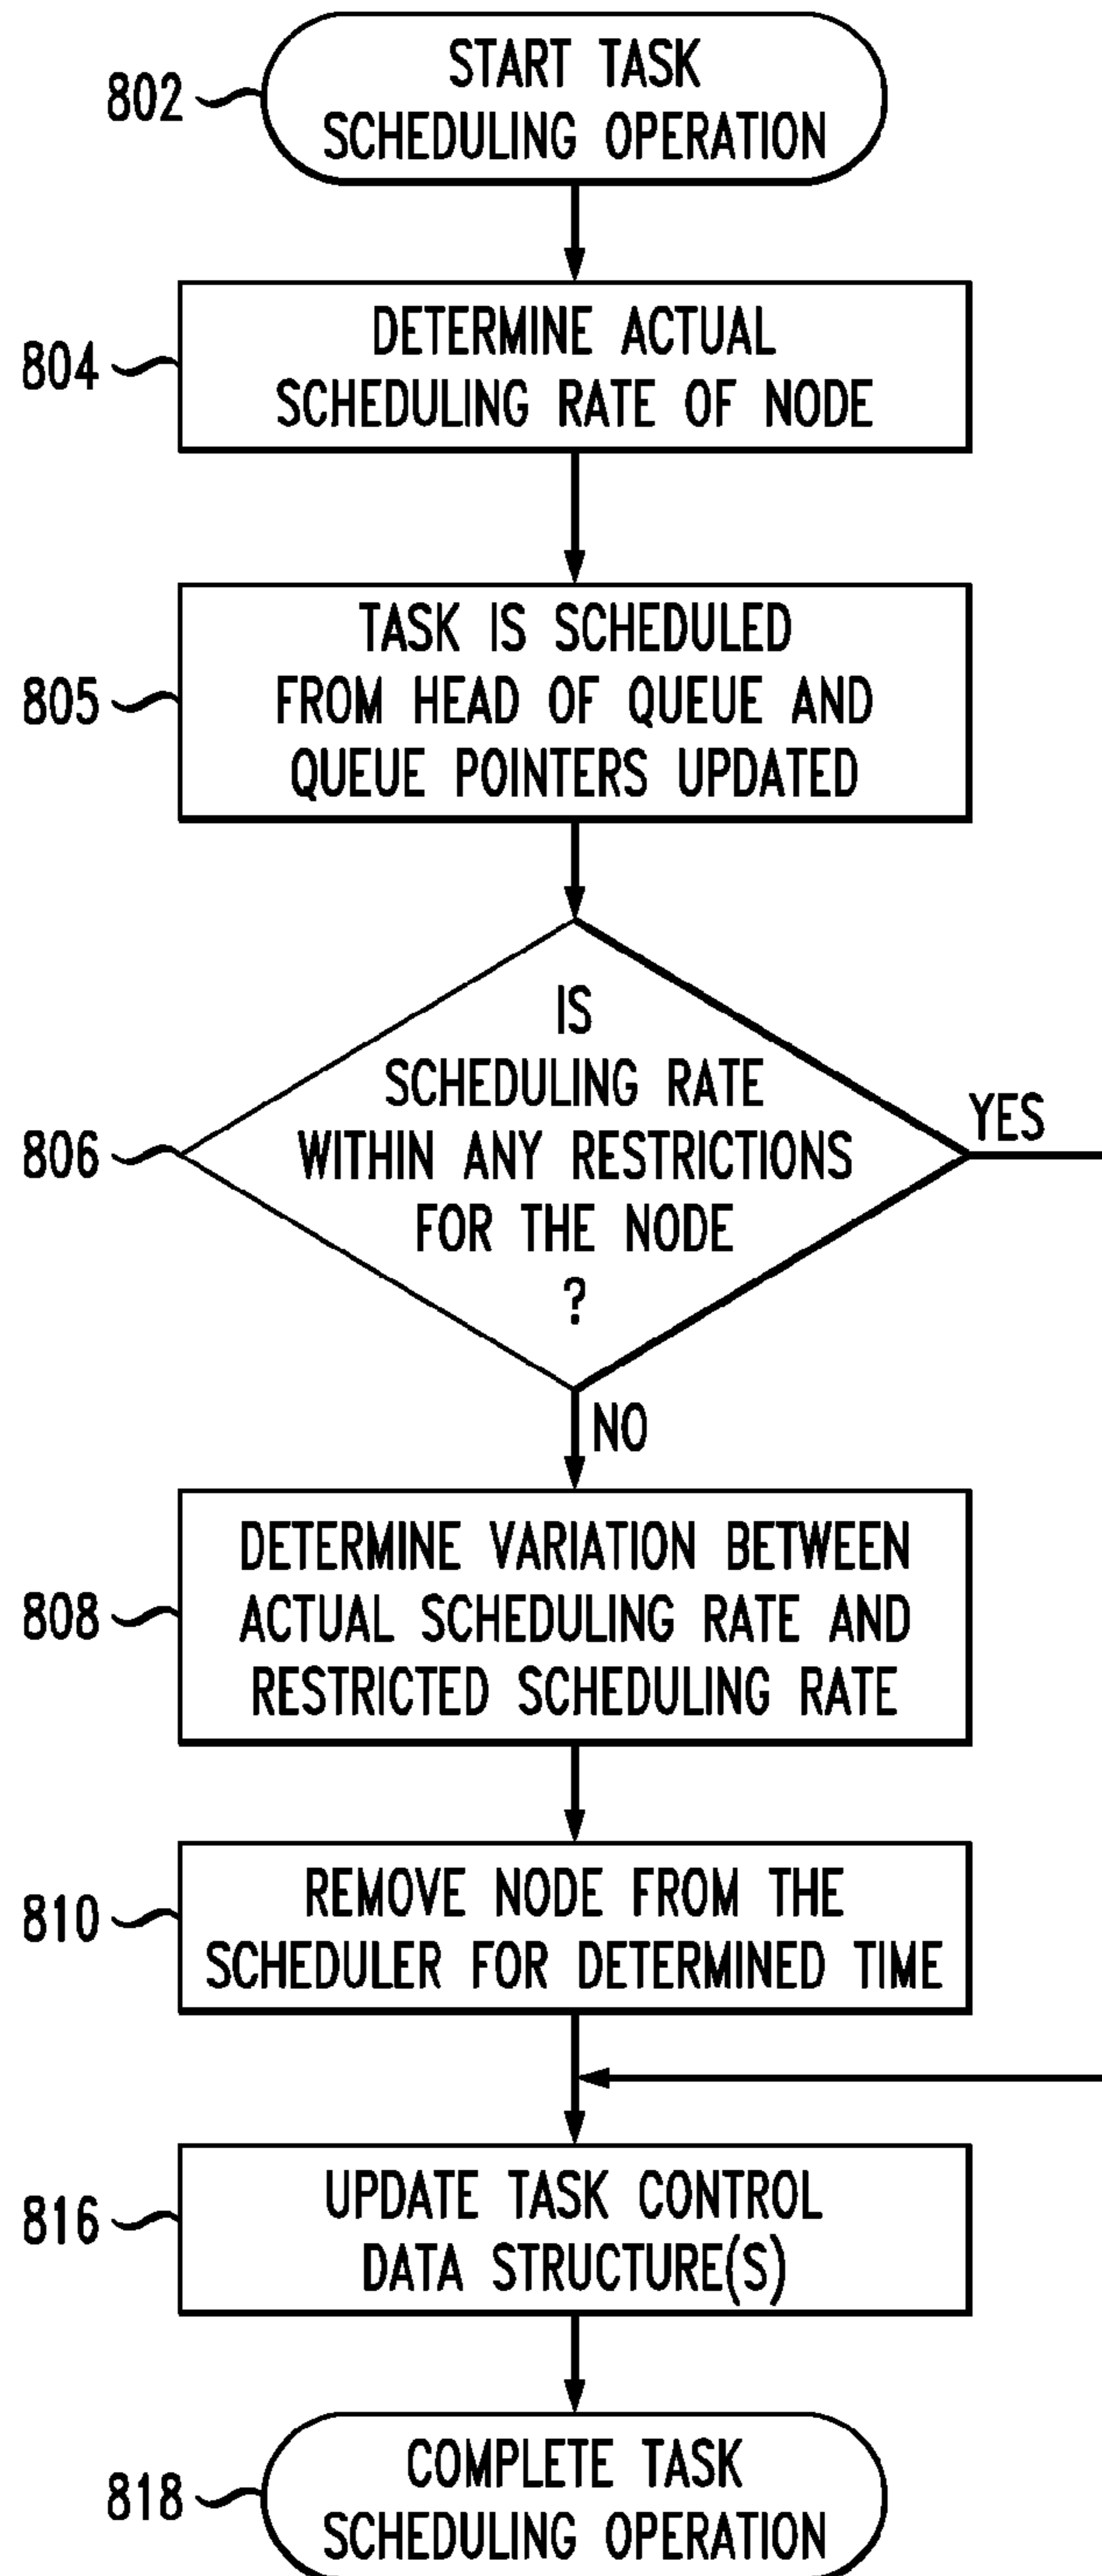 802
START TASK
SCHEDULING OPERATION
804
DETERMINE ACTUAL
SCHEDULING RATE OF NODE
805
TASK IS SCHEDULED
FROM HEAD OF QUEUE AND
QUEUE POINTERS UPDATED
806
IS
SCHEDULING RATE
WITHIN ANY RESTRICTIONS
FOR THE NODE
?
YES
NO
808
DETERMINE VARIATION BETWEEN
ACTUAL SCHEDULING RATE AND
RESTRICTED SCHEDULING RATE
810
REMOVE NODE FROM THE
SCHEDULER FOR DETERMINED TIME
816
UPDATE TASK CONTROL
DATA STRUCTURE(S)
818
COMPLETE TASK
SCHEDULING OPERATION